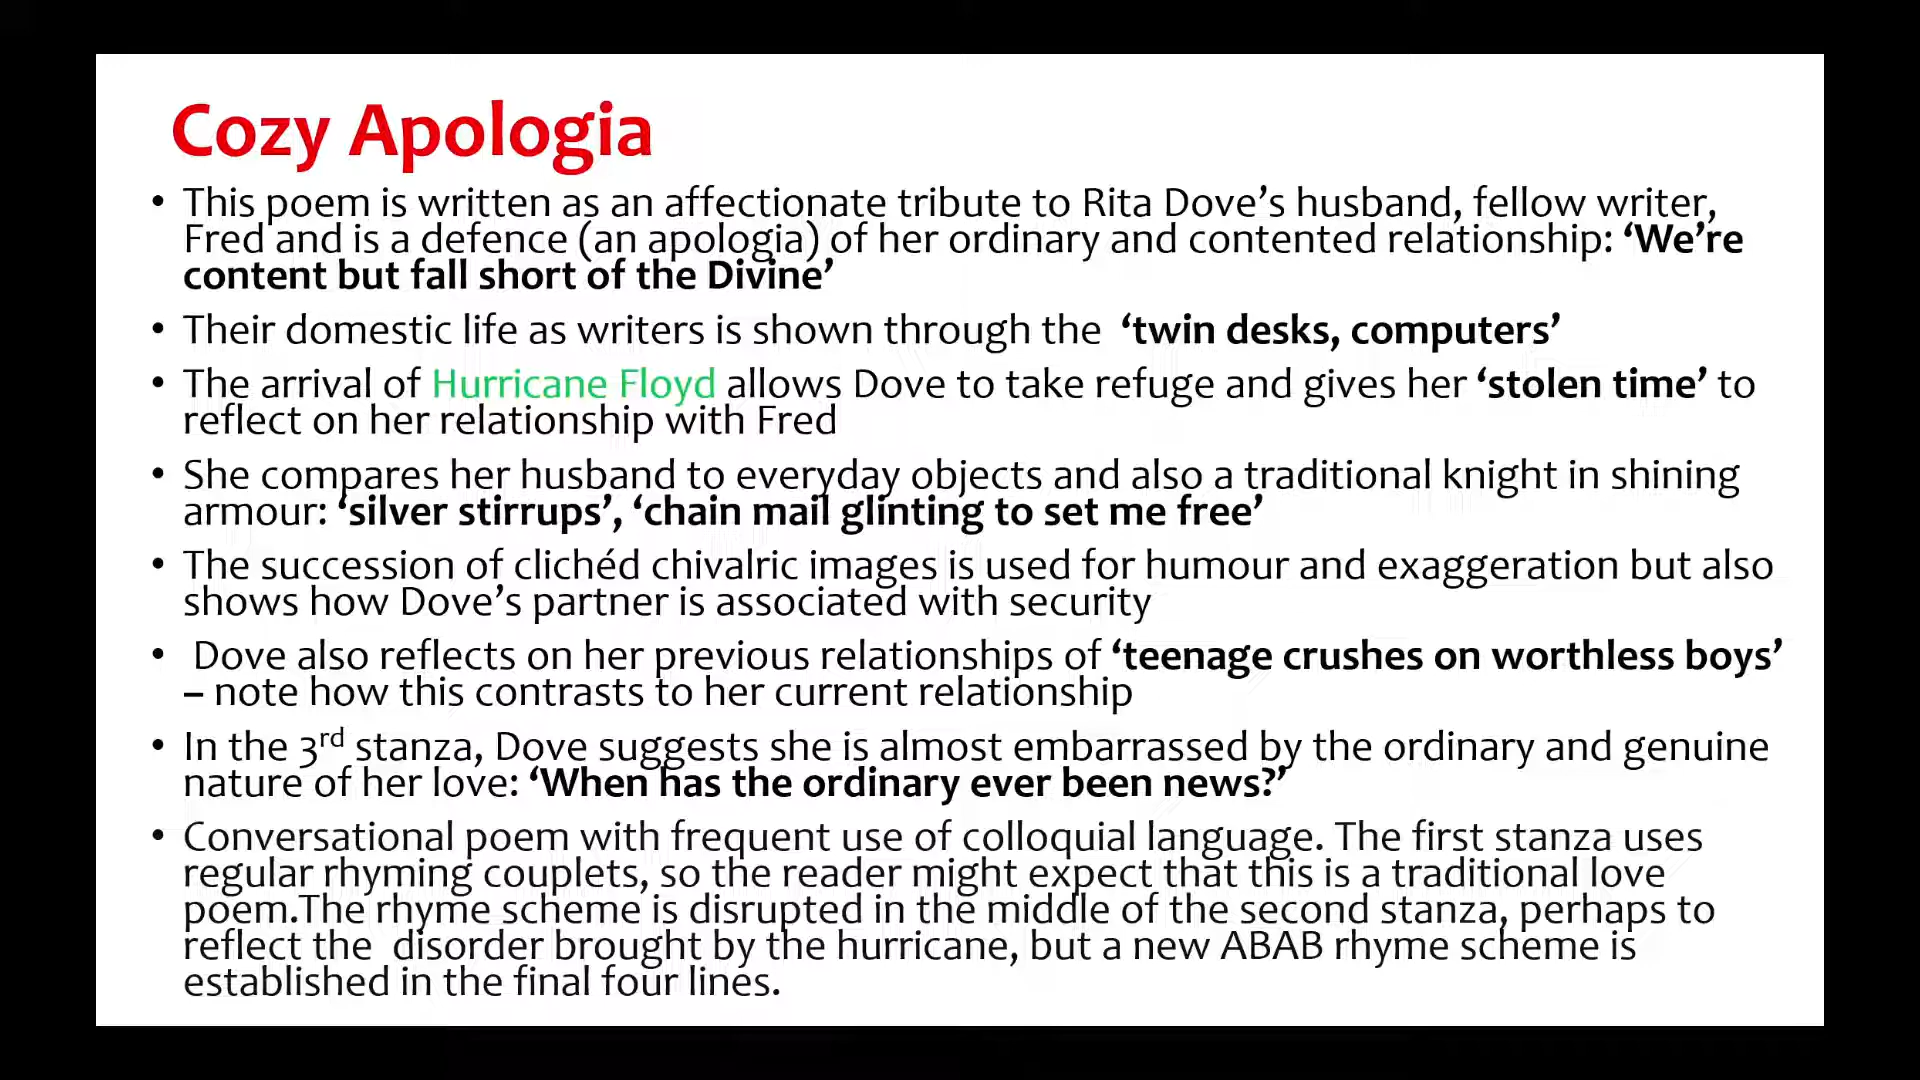 Cozy Apologia
• This poem is written as an affectionate tribute to Rita Dove’s husband, fellow writer,
Fred and is a defence (an apologia) of her ordinary and contented relationship: ‘We’re
content but fall short of the Divine’
• Their domestic life as writers is shown through the ‘twin desks, computers’
• The arrival of Hurricane Floyd allows Dove to take refuge and gives her ‘stolen time’ to
reflect on her relationship with Fred
• She compares her husband to everyday objects and also a traditional knight in shining
armour: ‘silver stirrups’, ‘chain mail glinting to set me free’
• The succession of clichéd chivalric images is used for humour and exaggeration but also
shows how Dove’s partner is associated with security
• Dove also reflects on her previous relationships of ‘teenage crushes on worthless boys’
– note how this contrasts to her current relationship
• In the 3rd stanza, Dove suggests she is almost embarrassed by the ordinary and genuine
nature of her love: ‘When has the ordinary ever been news?’
• Conversational poem with frequent use of colloquial language. The first stanza uses
regular rhyming couplets, so the reader might expect that this is a traditional love
poem.The rhyme scheme is disrupted in the middle of the second stanza, perhaps to
reflect the disorder brought by the hurricane, but a new ABAB rhyme scheme is
established in the final four lines.